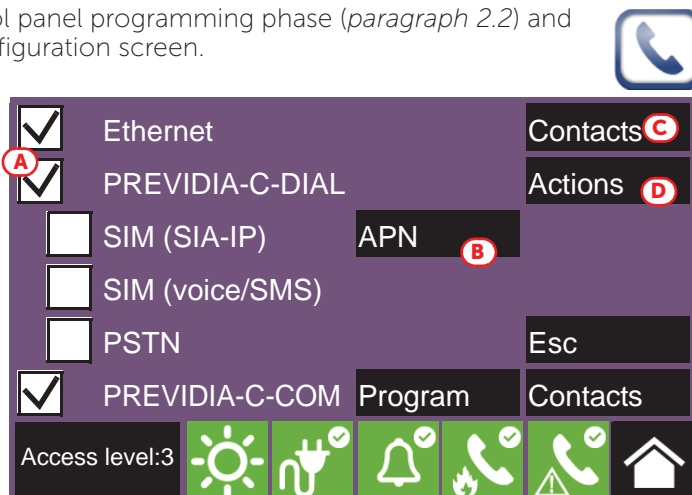 ol panel programming phase (paragraph 2.2) and
figuration screen.
Ethernet Contacts C
A
PREVIDIA-C-DIAL Actions D
SIM (SIA-IP) APN B
SIM (voice/SMS)
PSTN Esc
PREVIDIA-C-COM Program Contacts
Access level:3